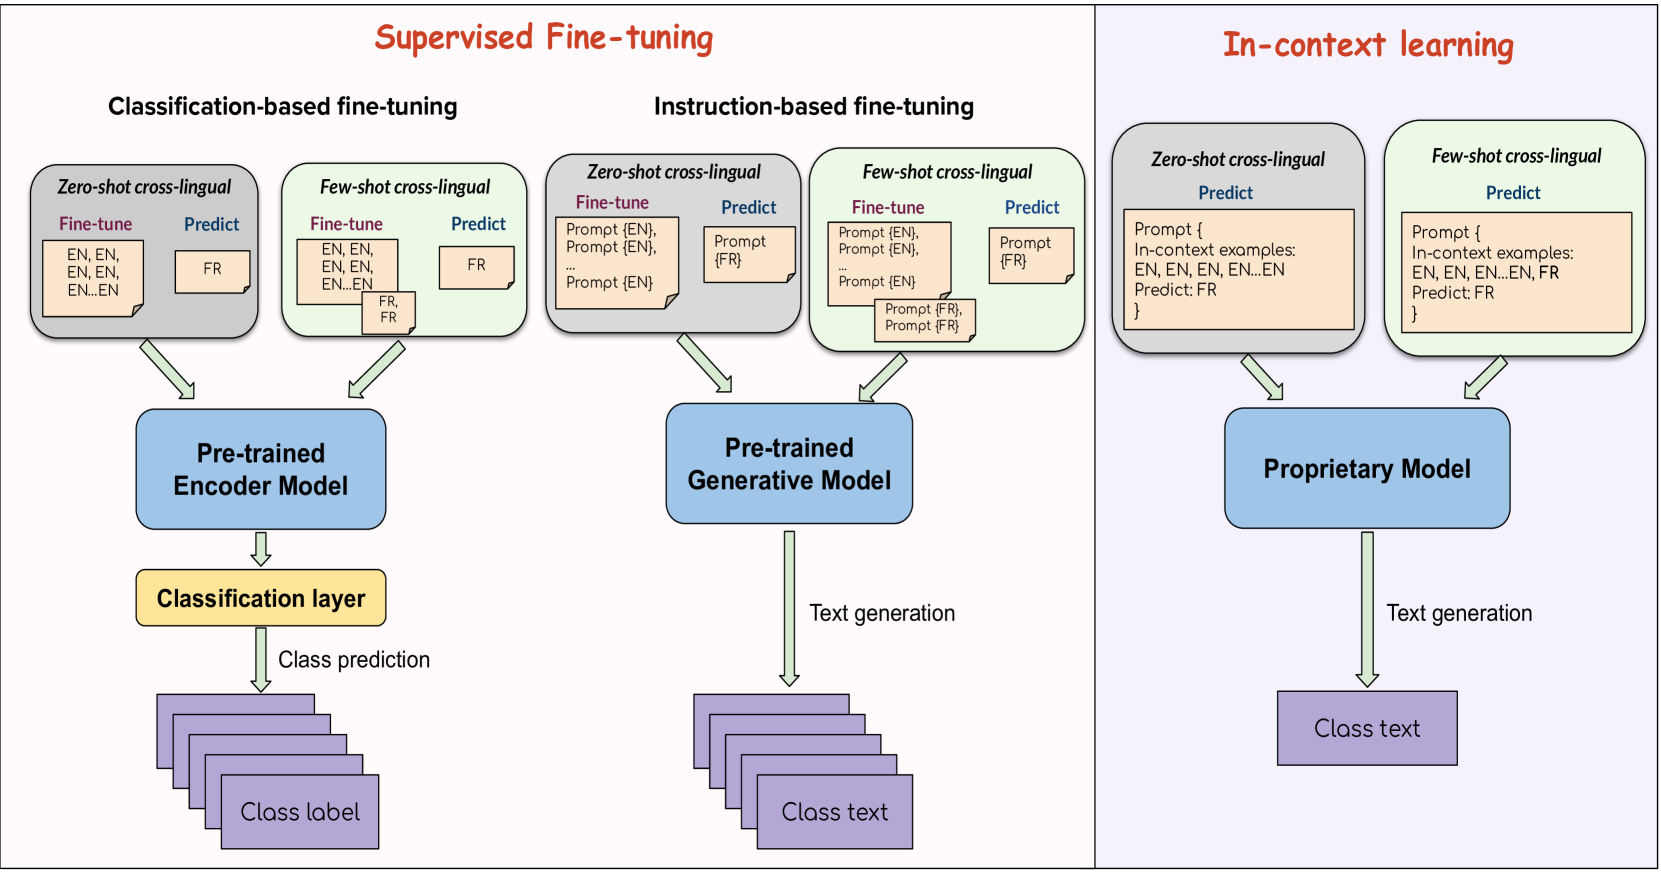 Supervised Fine-tuning
Classification-based fine-tuning
Zero-shot cross-lingual
Fine-tune
EN, EN,
EN, EN,
EN...EN
Predict
FR
Few-shot cross-lingual
Fine-tune
EN, EN,
EN, EN,
EN...EN
FR,
FR
Predict
FR
Pre-trained
Encoder Model
Classification layer
Class prediction
Class label
Instruction-based fine-tuning
Zero-shot cross-lingual
Fine-tune
Prompt {EN},
Prompt {EN},
...
Prompt {EN}
Predict
Prompt
{FR}
Few-shot cross-lingual
Fine-tune
Prompt {EN},
Prompt {EN},
...
Prompt {EN}
Prompt {FR},
Prompt {FR}
Predict
Prompt
{FR}
Pre-trained
Generative Model
Text generation
Class text
In-context learning
Zero-shot cross-lingual
Predict
Prompt {
In-context examples:
EN, EN, EN, EN...EN
Predict: FR
}
Few-shot cross-lingual
Predict
Prompt {
In-context examples:
EN, EN, EN...EN, FR
Predict: FR
}
Proprietary Model
Text generation
Class text